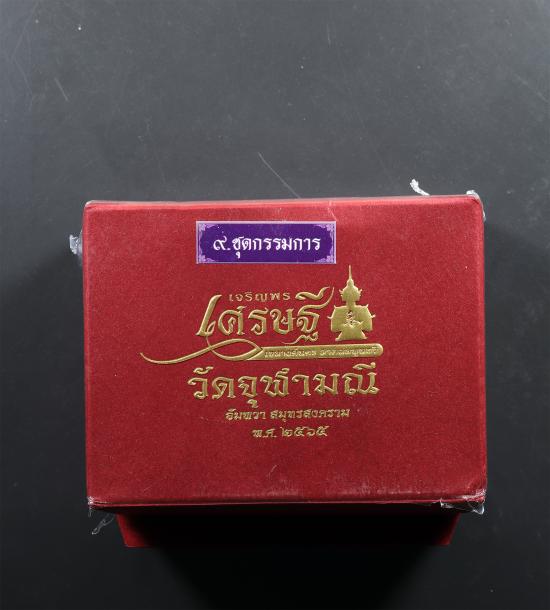 ๙.ชุดกรรมการ
เจริญพร
เศรษฐี
วัดจุฬามณี
อัมพวา สมุทรสงคราม
พ.ศ. ๒๕๖๕